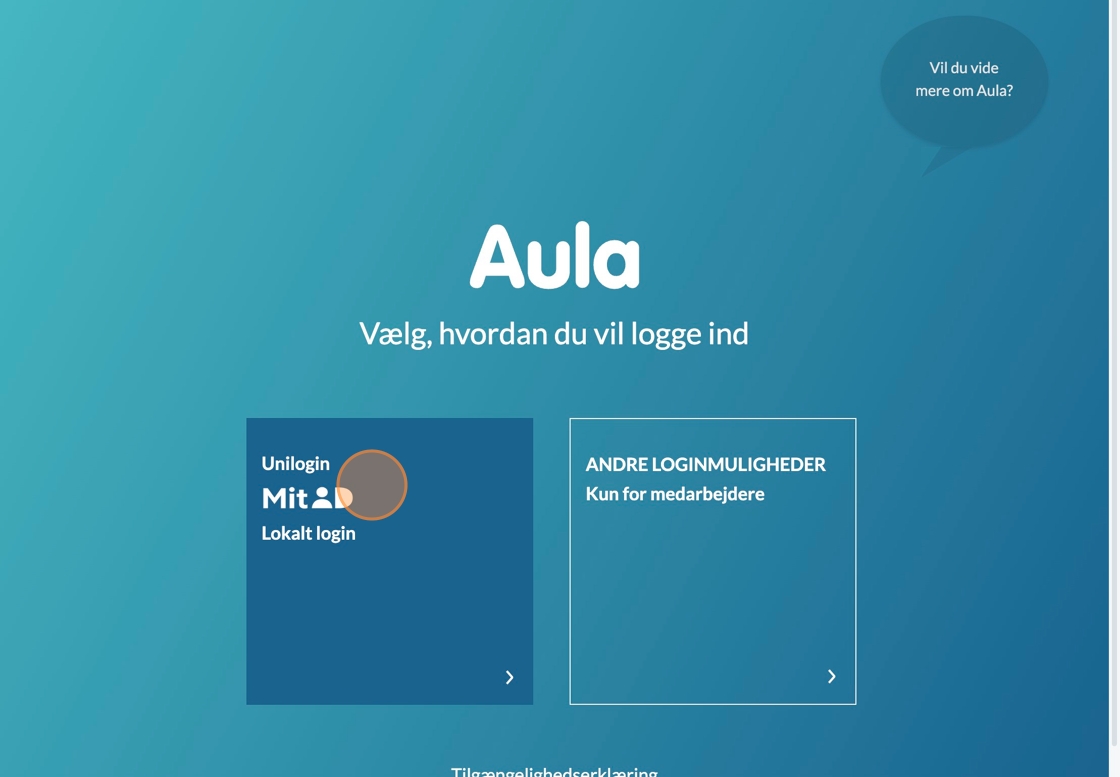 Vil du vide
mere om Aula?
Aula
Vælg, hvordan du vil logge ind
Unilogin
MitID
Lokalt login
ANDRE LOGINMULIGHEDER
Kun for medarbejdere
Tilgængelighedserklæring